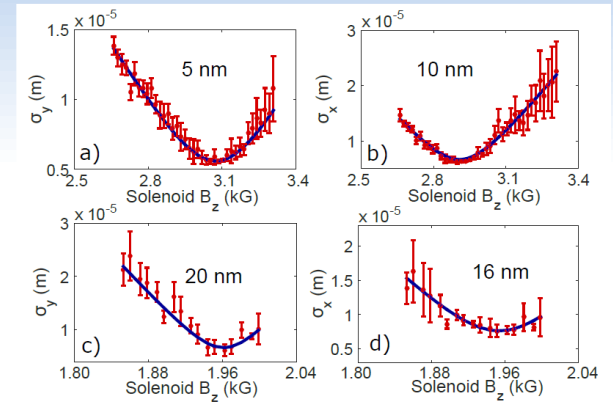 x 10⁻⁵
1.5
1
0.5
σy (m)
5 nm
a)
2.5 2.8 3.1 3.4
Solenoid Bz (kG)
x 10⁻⁵
3
2
1
σx (m)
10 nm
b)
2.5 2.8 3.1 3.4
Solenoid Bz (kG)
x 10⁻⁵
3
2
1
σy (m)
20 nm
c)
1.80 1.88 1.96 2.04
Solenoid Bz (kG)
x 10⁻⁵
2
1.5
1
0.5
σx (m)
16 nm
d)
1.80 1.88 1.96 2.04
Solenoid Bz (kG)